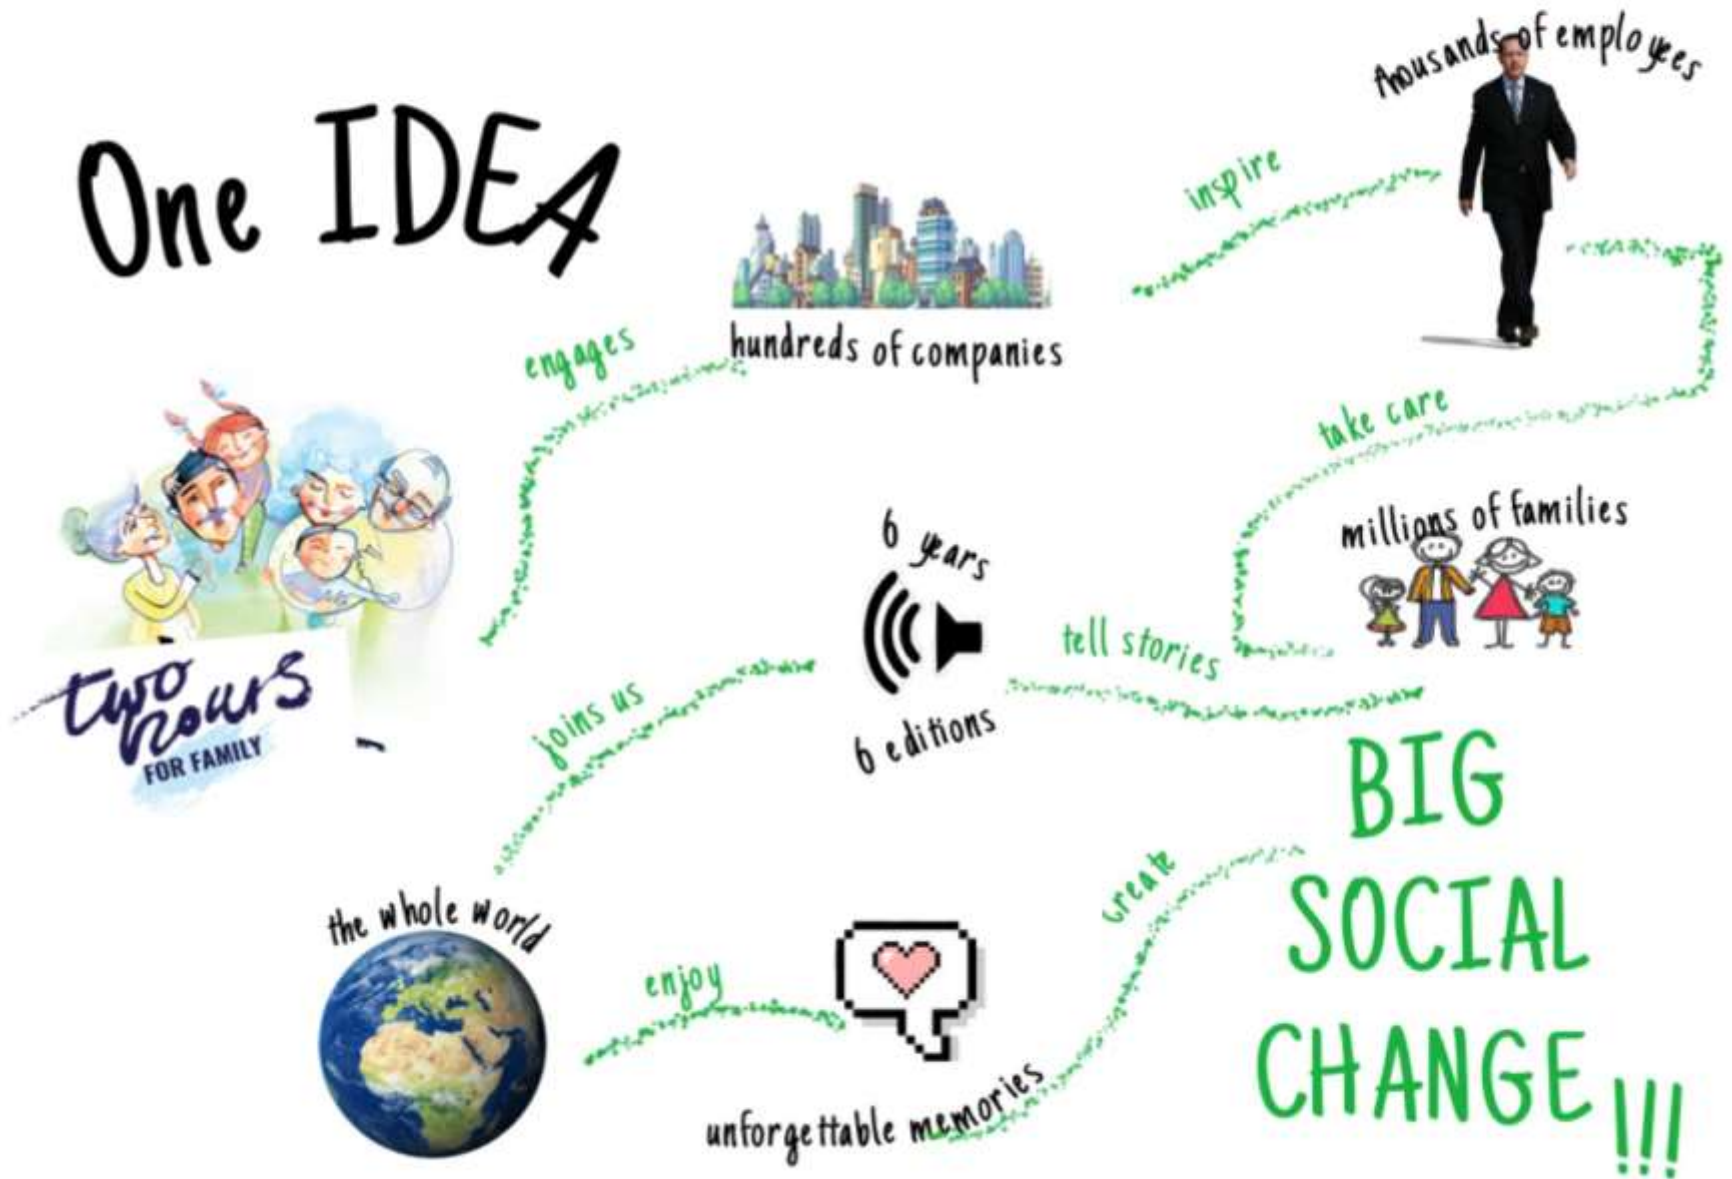 One IDEA
two
hours
FOR FAMILY
engages
hundreds of companies
inspire
thousands of employees
take care
millions of families
tell stories
6 years
6 editions
joins us
the whole world
enjoy
unforgettable memories
create
BIG
SOCIAL
CHANGE!!!